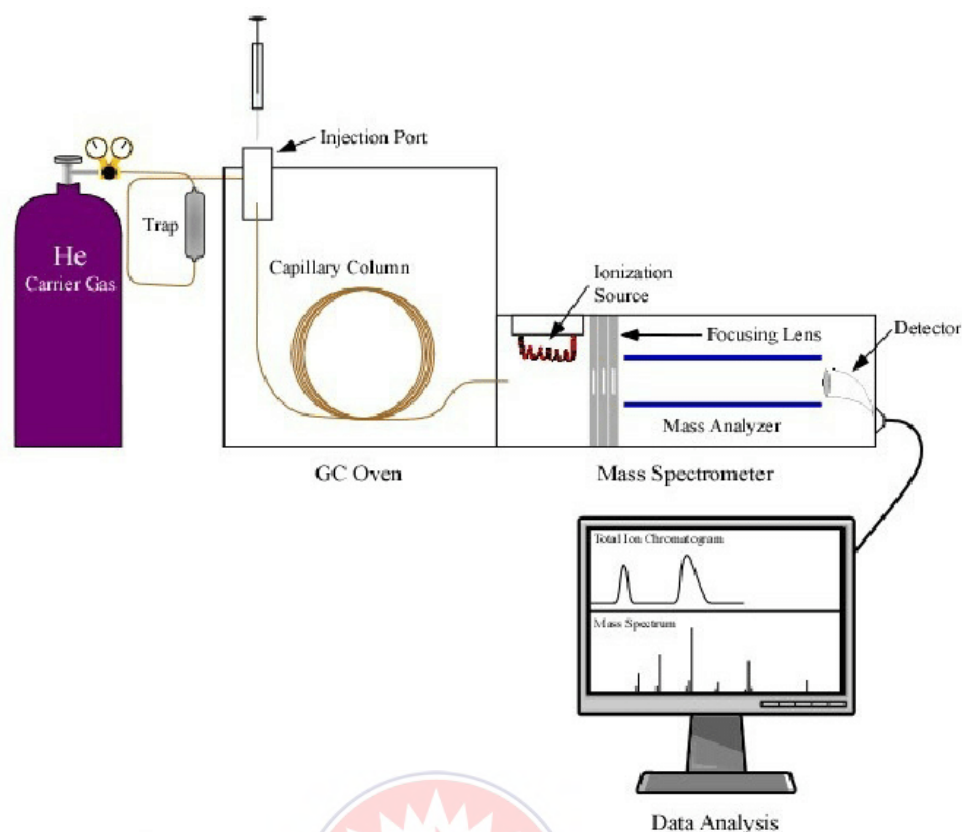 Injection Port
Trap
He
Carrier Gas
Capillary Column
Ionization
Source
Focusing Lens
Detector
Mass Analyzer
GC Oven
Mass Spectrometer
Total Ion Chromatogram
Mass Spectrum
Data Analysis